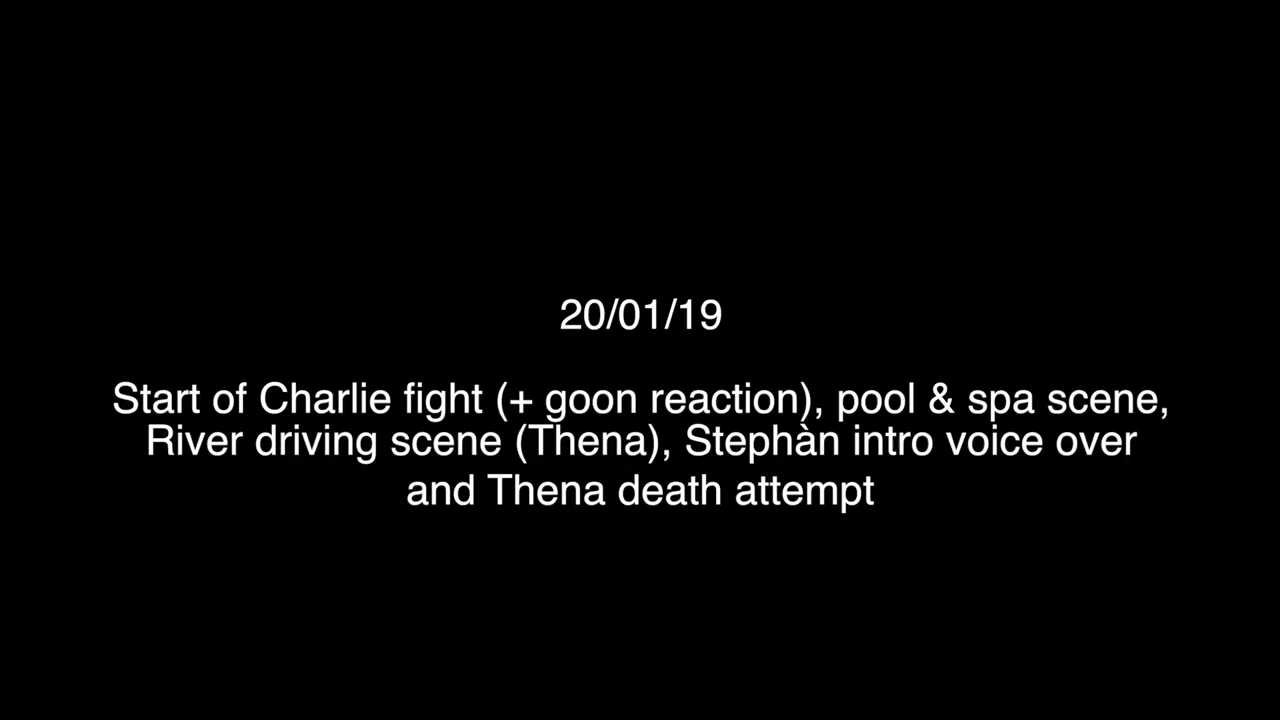 20/01/19
Start of Charlie fight (+ goon reaction), pool & spa scene,
River driving scene (Thena), Stephàn intro voice over
and Thena death attempt